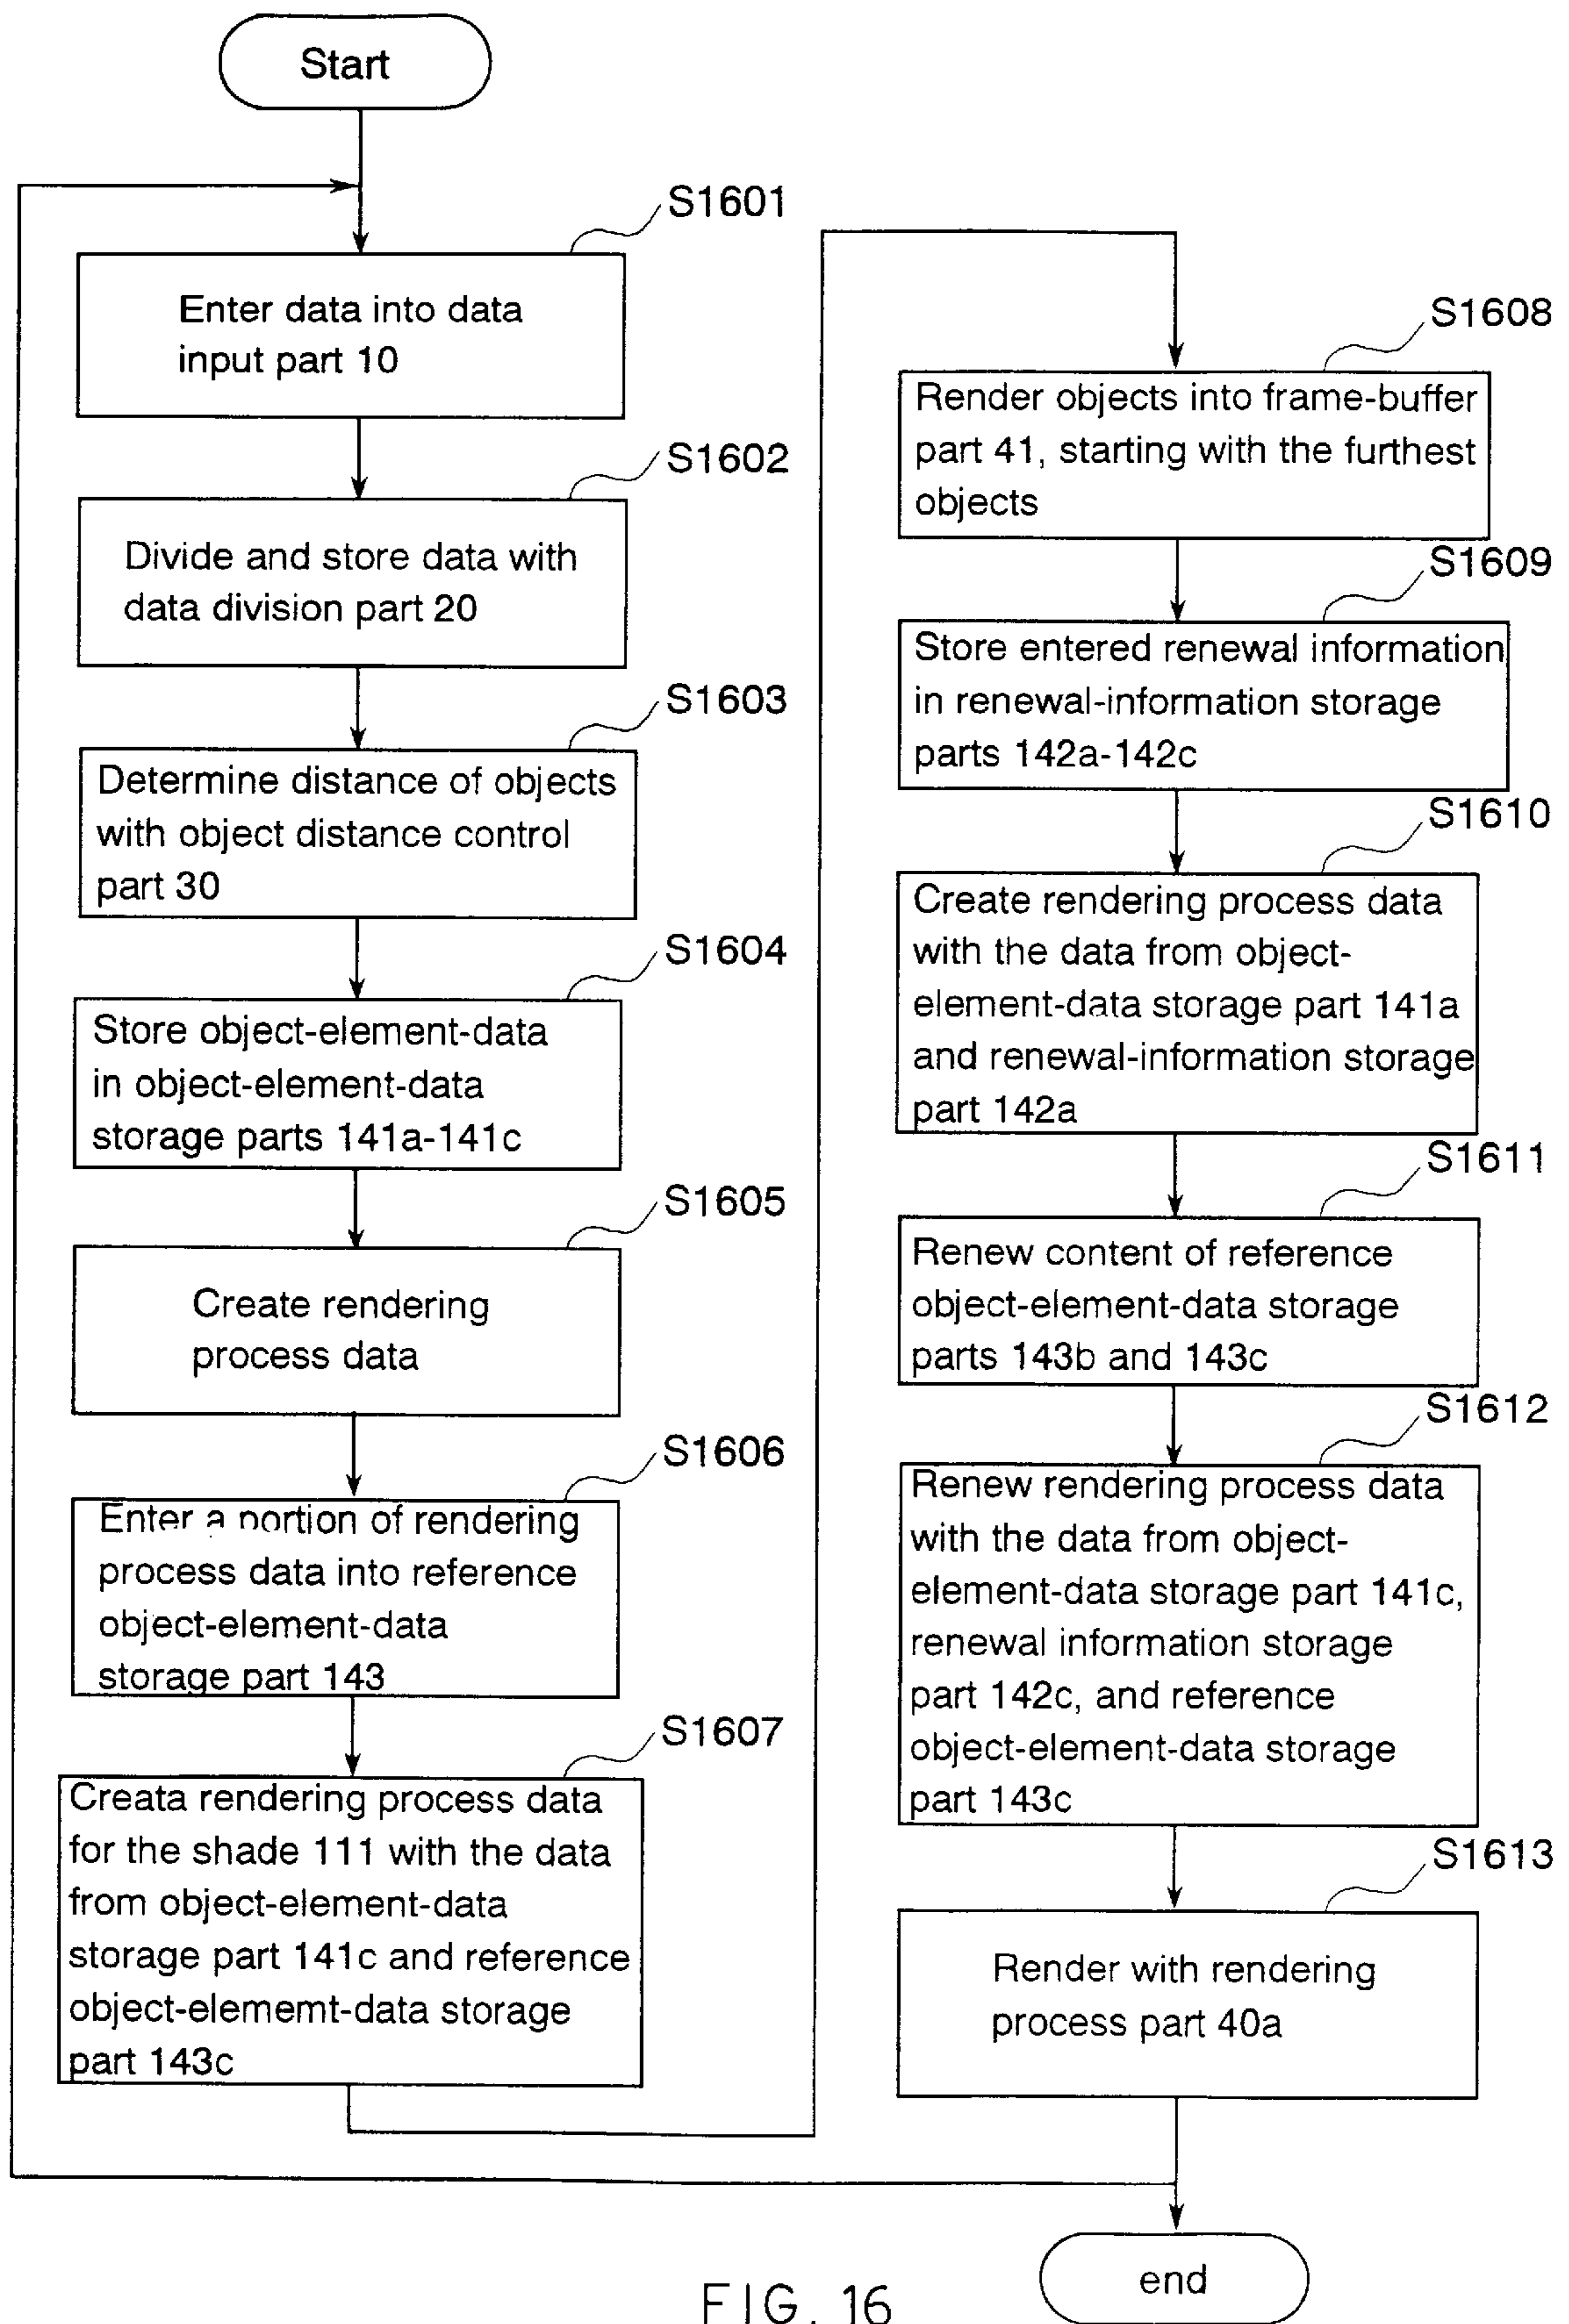 Start
S1601
Enter data into data
input part 10
S1602
Divide and store data with
data division part 20
S1603
Determine distance of objects
with object distance control
part 30
S1604
Store object-element-data
in object-element-data
storage parts 141a-141c
S1605
Create rendering
process data
S1606
Enter a portion of rendering
process data into reference
object-element-data
storage part 143
S1607
Creata rendering process data
for the shade 111 with the data
from object-element-data
storage part 141c and reference
object-elememt-data storage
part 143c
S1608
Render objects into frame-buffer
part 41, starting with the furthest
objects
S1609
Store entered renewal information
in renewal-information storage
parts 142a-142c
S1610
Create rendering process data
with the data from object-
element-data storage part 141a
and renewal-information storage
part 142a
S1611
Renew content of reference
object-element-data storage
parts 143b and 143c
S1612
Renew rendering process data
with the data from object-
element-data storage part 141c,
renewal information storage
part 142c, and reference
object-element-data storage
part 143c
S1613
Render with rendering
process part 40a
end
FIG. 16